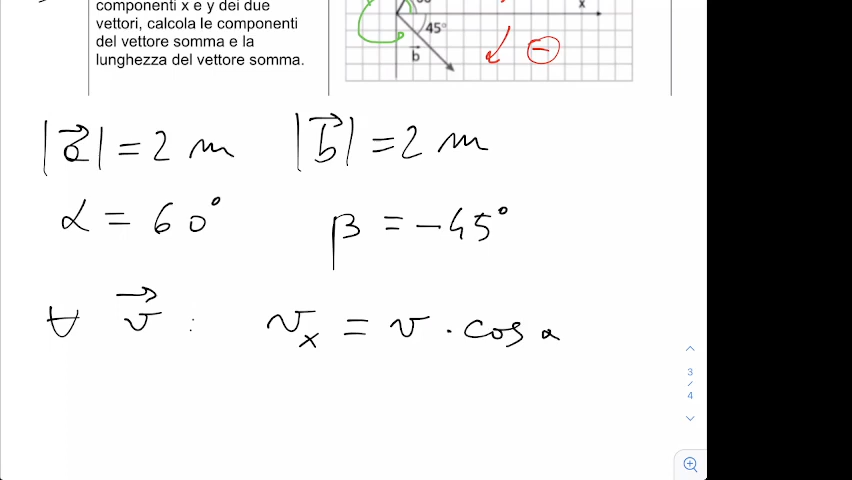 componenti x e y dei due
vettori, calcola le componenti
del vettore somma e la
lunghezza del vettore somma.
x
45°
b⃗
⊖
|a⃗| = 2 m |b⃗| = 2 m
α = 60° β = -45°
∀ v⃗ : vₓ = v · cos α
3
/
4